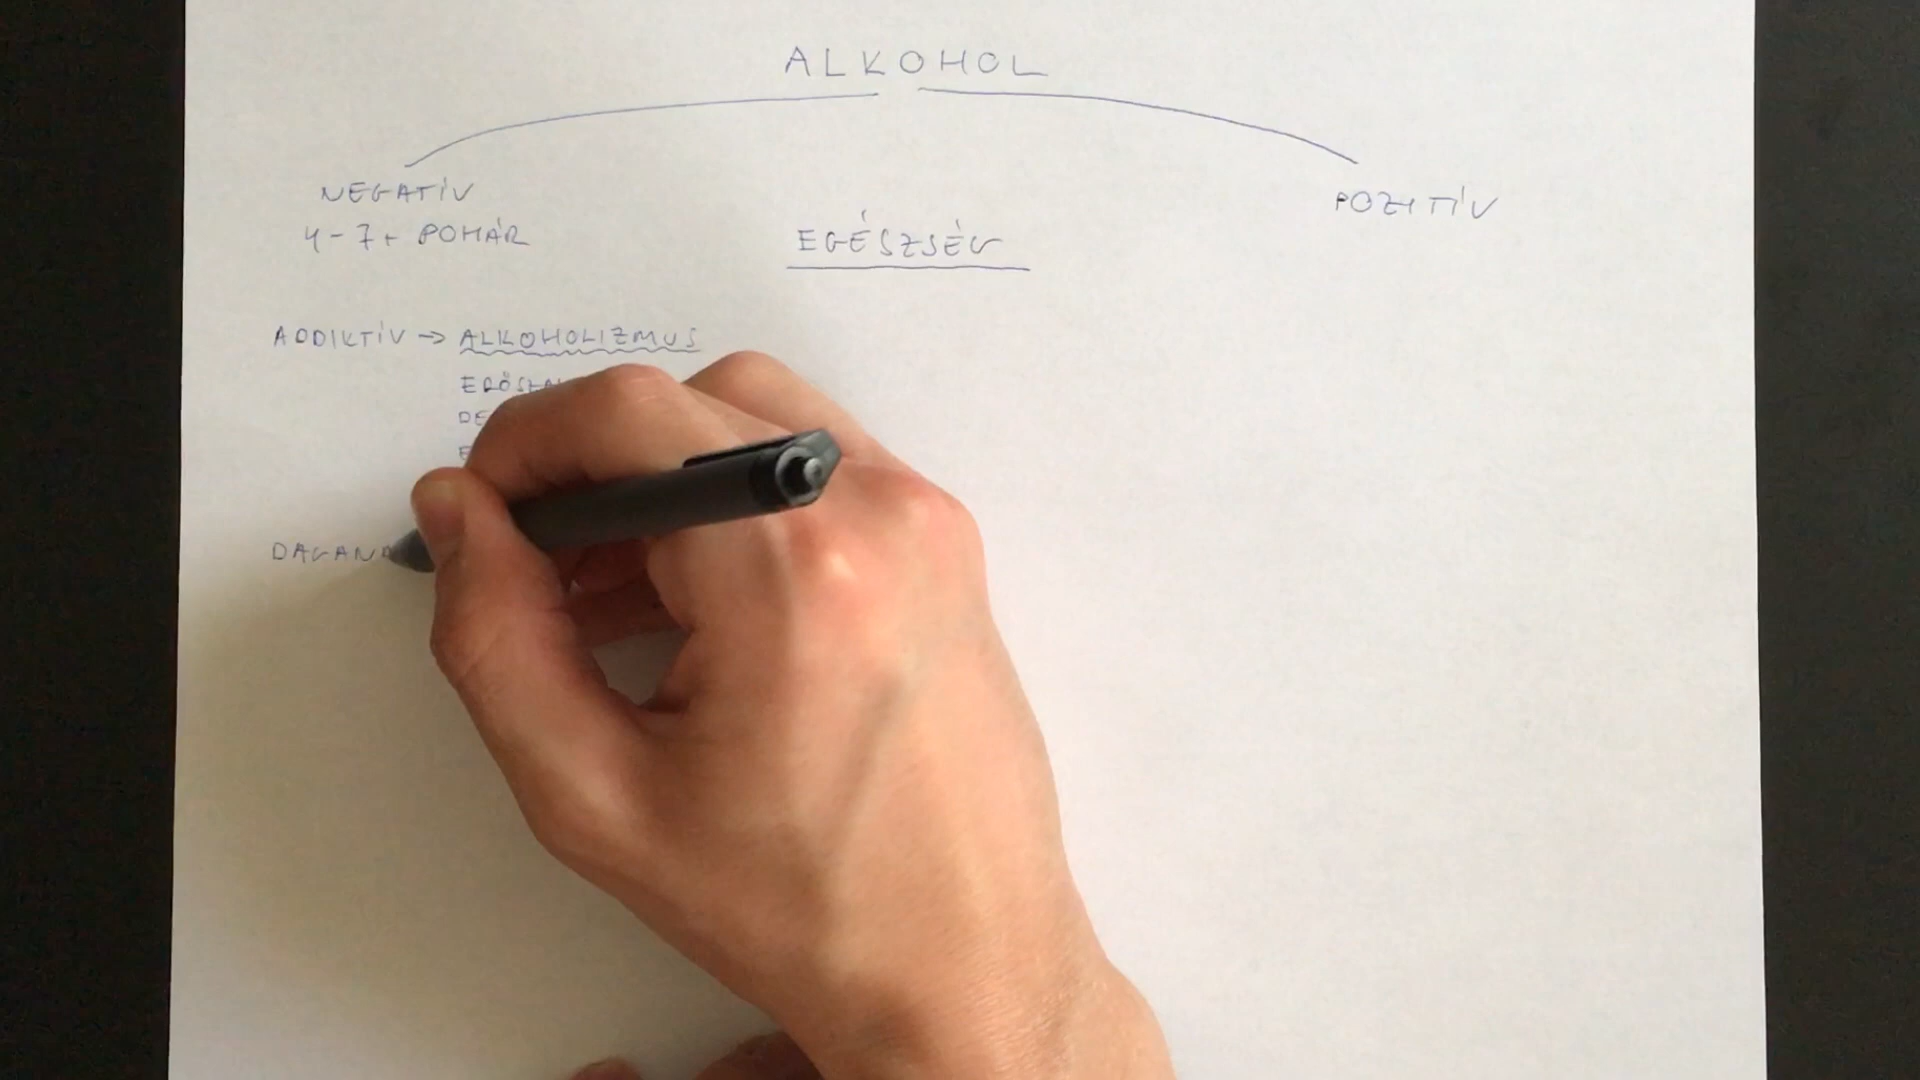 ALKOHOL
NEGATÍV
POZITÍV
4-7+ POHÁR
EGÉSZSÉG
ADDIKTÍV → ALKOHOLIZMUS